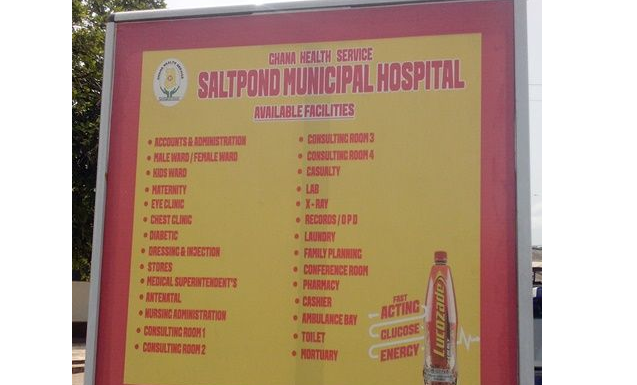 GHANA HEALTH SERVICE
SALTPOND MUNICIPAL HOSPITAL
AVAILABLE FACILITIES
• ACCOUNTS & ADMINISTRATION
• MALE WARD / FEMALE WARD
• KIDS WARD
• MATERNITY
• EYE CLINIC
• CHEST CLINIC
• DIABETIC
• DRESSING & INJECTION
• STORES
• MEDICAL SUPERINTENDENT'S
• ANTENATAL
• NURSING ADMINISTRATION
• CONSULTING ROOM 1
• CONSULTING ROOM 2
• CONSULTING ROOM 3
• CONSULTING ROOM 4
• CASUALTY
• LAB
• X - RAY
• RECORDS / O P D
• LAUNDRY
• FAMILY PLANNING
• CONFERENCE ROOM
• PHARMACY
• CASHIER
• AMBULANCE BAY
• TOILET
• MORTUARY
FAST
ACTING
GLUCOSE
ENERGY
Lucozade